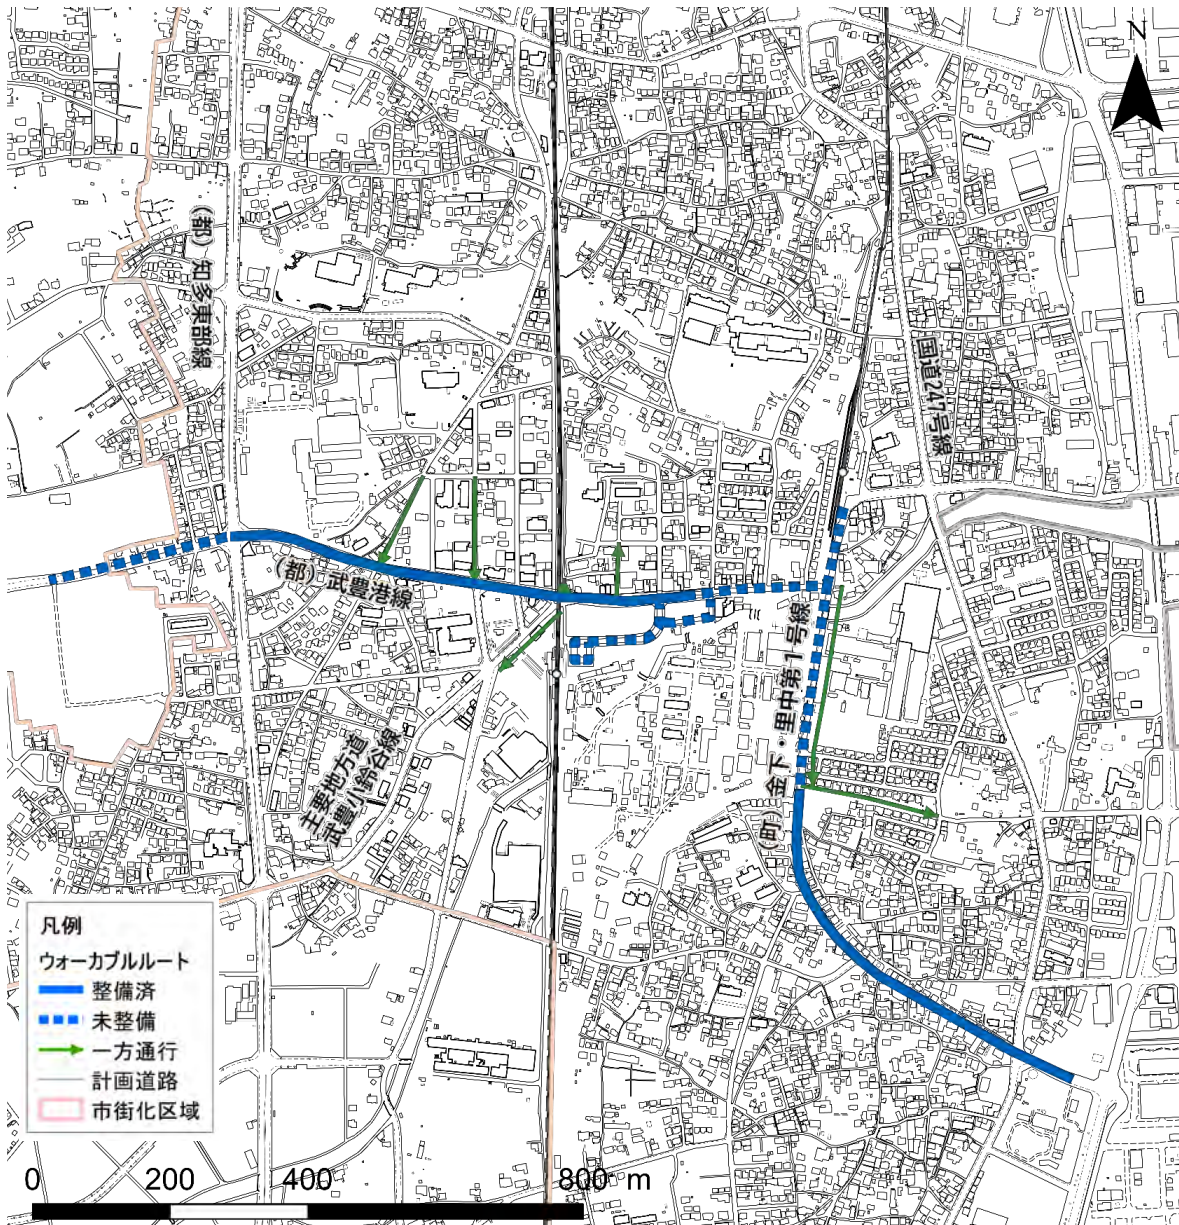 N
(都) 知多東部線
国道247号線
(都) 武豊港線
(町) 金下・里中第1号線
主要地方道
武豊小鈴谷線
凡例
ウォーカブルルート
整備済
未整備
一方通行
計画道路
市街化区域
0 200 400 800 m